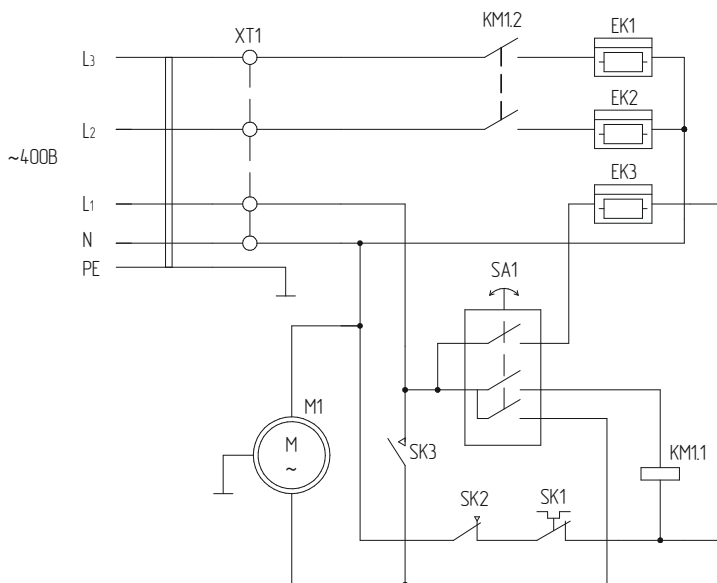 XT1
KM1.2
EK1
L3
EK2
L2
~400В
EK3
L1
N
PE
SA1
M1
M
~
SK3
SK2
SK1
KM1.1